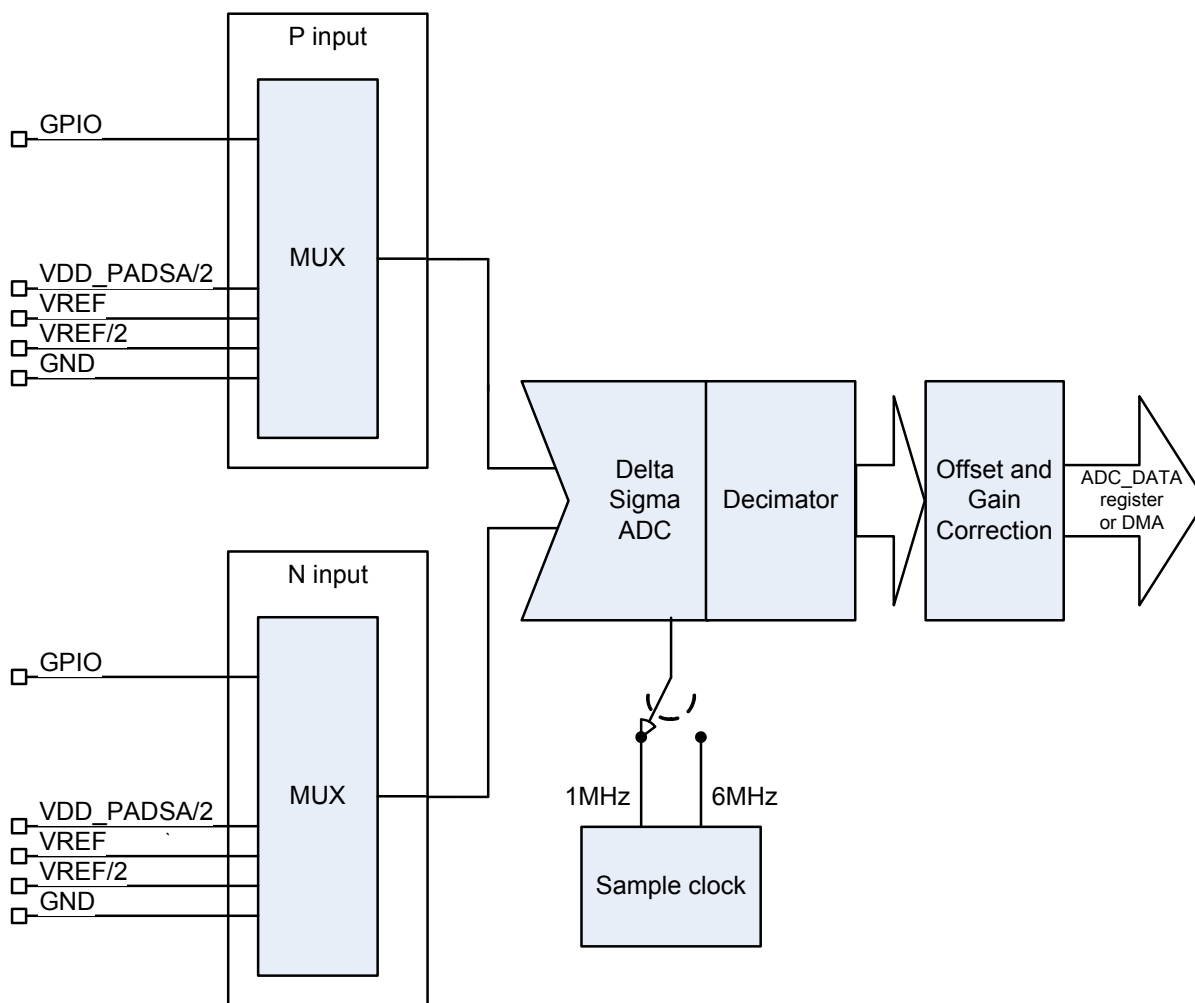 P input
GPIO
MUX
VDD_PADSA/2
VREF
VREF/2
GND
Delta
Sigma
ADC
Decimator
Offset and
Gain
Correction
ADC_DATA
register
or DMA
N input
GPIO
MUX
VDD_PADSA/2
VREF
VREF/2
GND
1MHz
6MHz
Sample clock